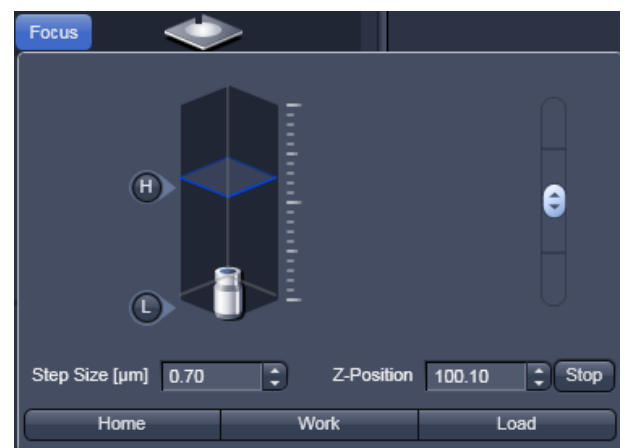 Focus
H
L
Step Size [µm] 0.70 Z-Position 100.10 Stop
Home Work Load